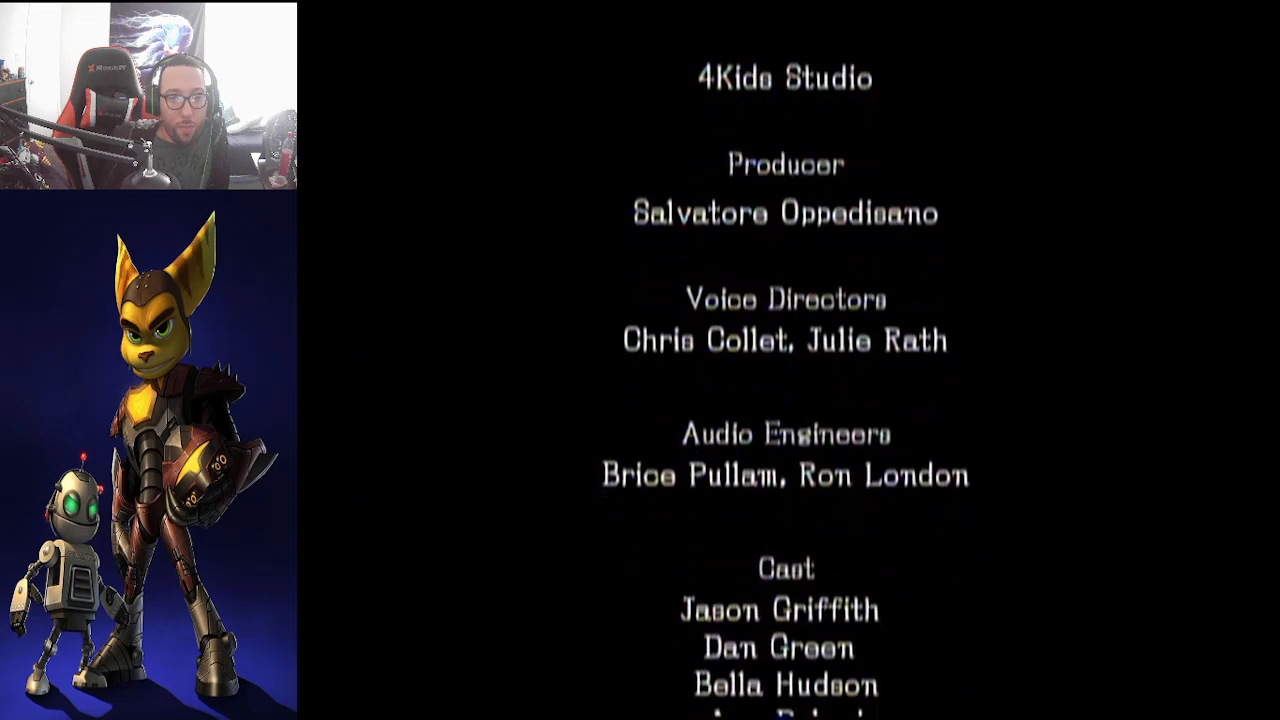 4Kids Studio
Producer
Salvatore Oppedisano
Voice Directors
Chris Collet, Julie Rath
Audio Engineers
Brice Pullam, Ron London
Cast
Jason Griffith
Dan Green
Bella Hudson